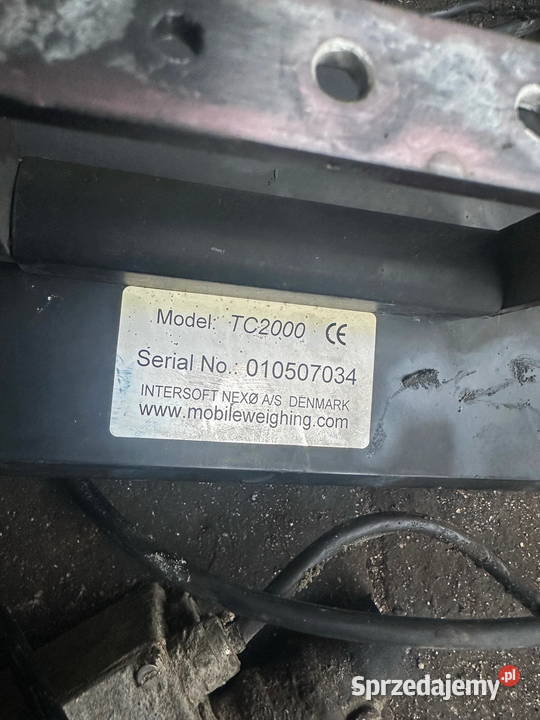 Model: TC2000 CE
Serial No.: 010507034
INTERSOFT NEXØ A/S DENMARK
www.mobileweighing.com
Sprzedajemy.pl